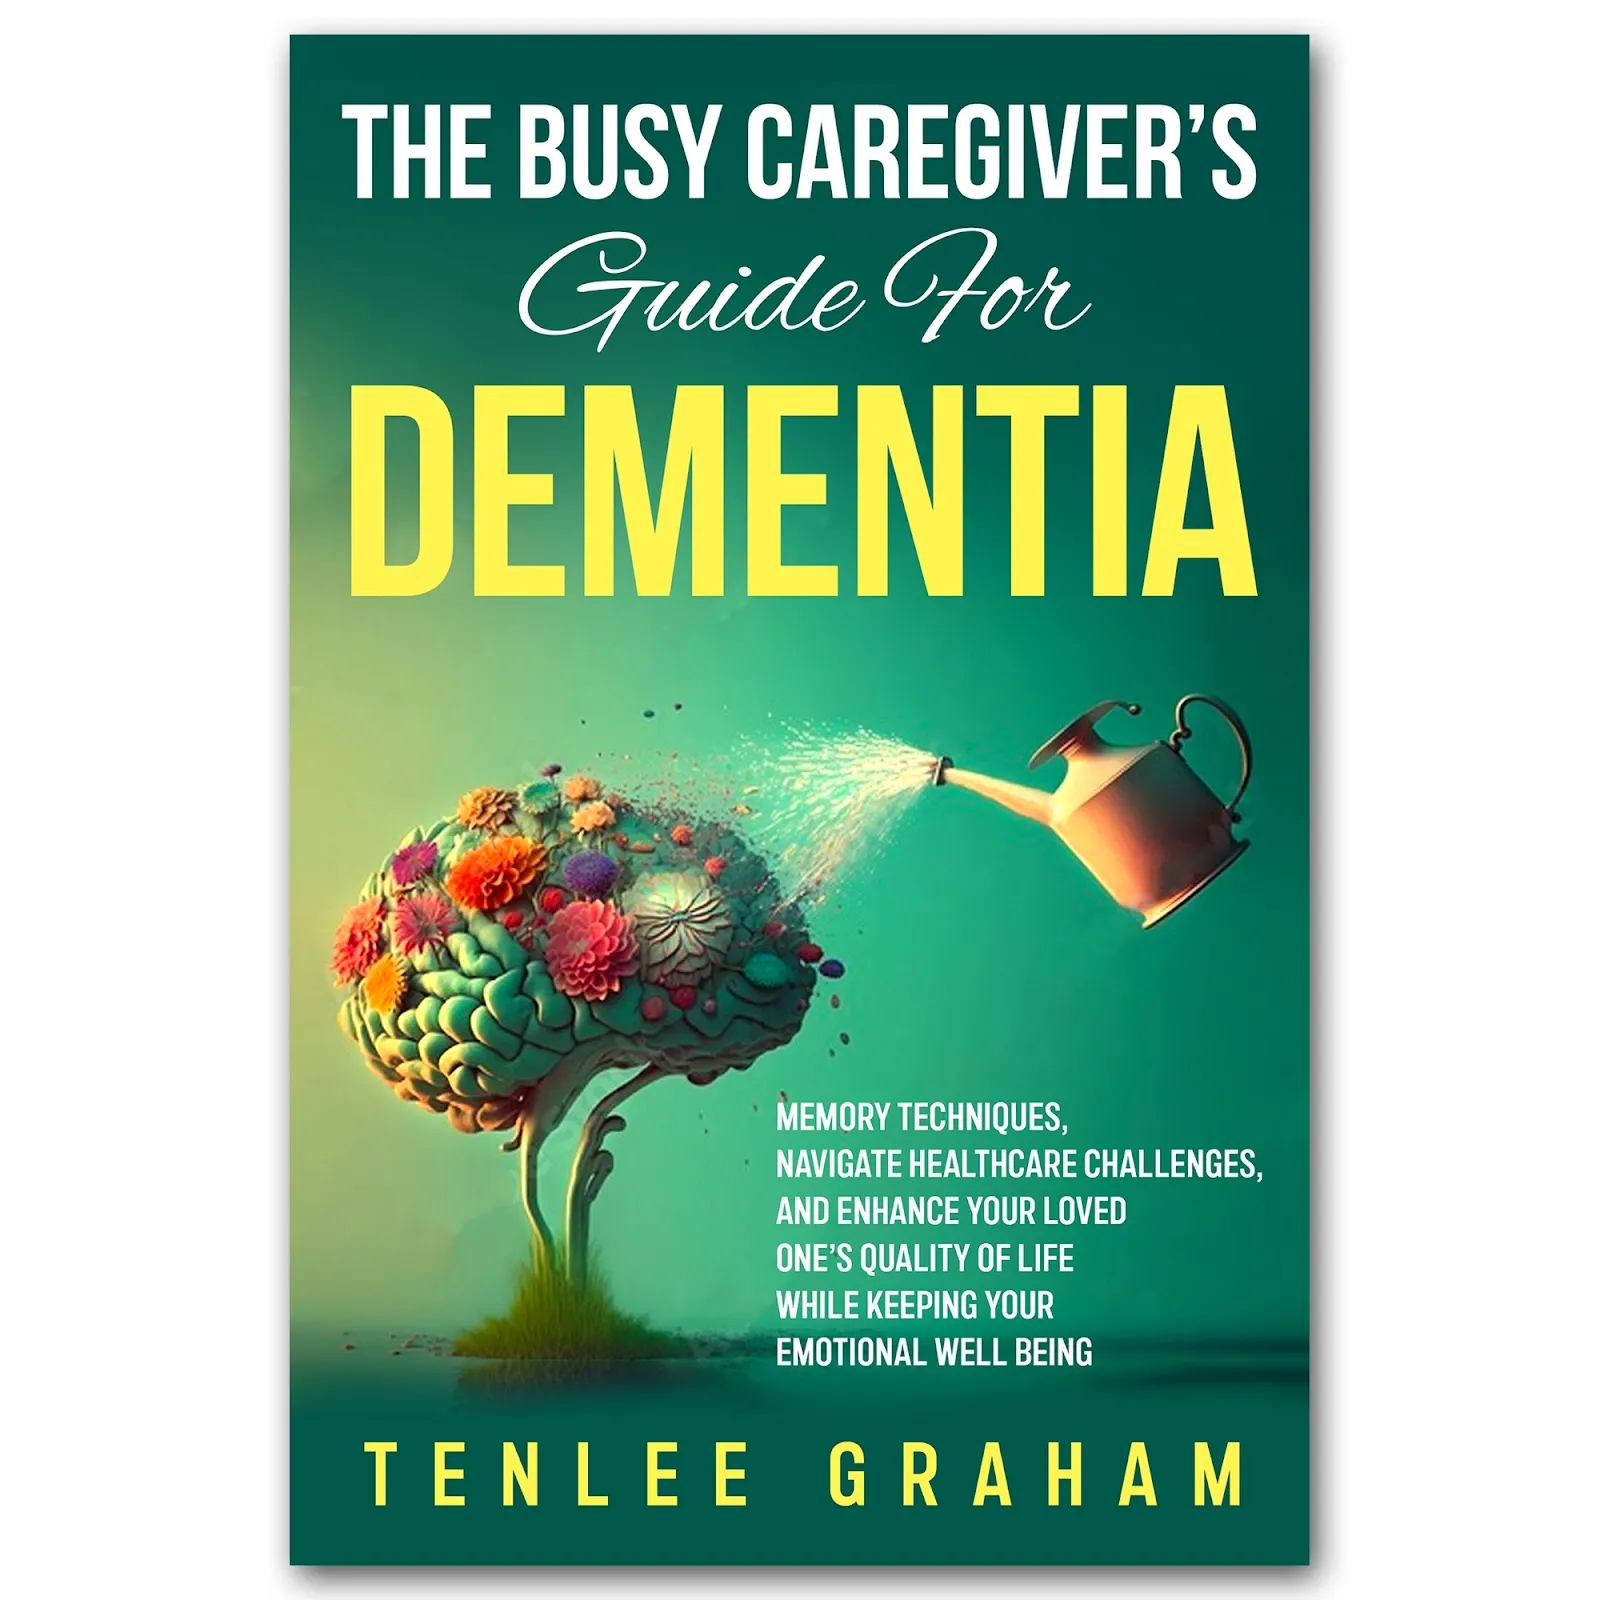 THE BUSY CAREGIVER’S
Guide For
DEMENTIA
MEMORY TECHNIQUES,
NAVIGATE HEALTHCARE CHALLENGES,
AND ENHANCE YOUR LOVED
ONE’S QUALITY OF LIFE
WHILE KEEPING YOUR
EMOTIONAL WELL BEING
TENLEE GRAHAM